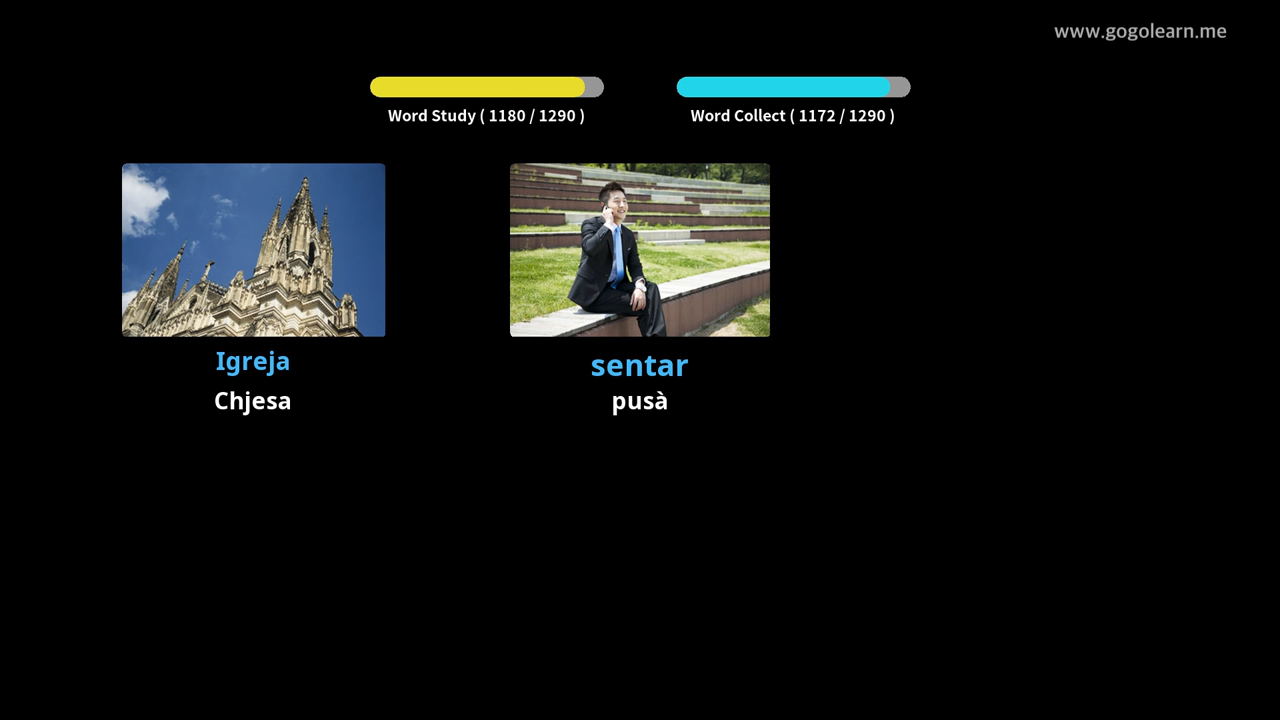 www.gogolearn.me
Word Study ( 1180 / 1290 )
Word Collect ( 1172 / 1290 )
Igreja
Chjesa
sentar
pusà